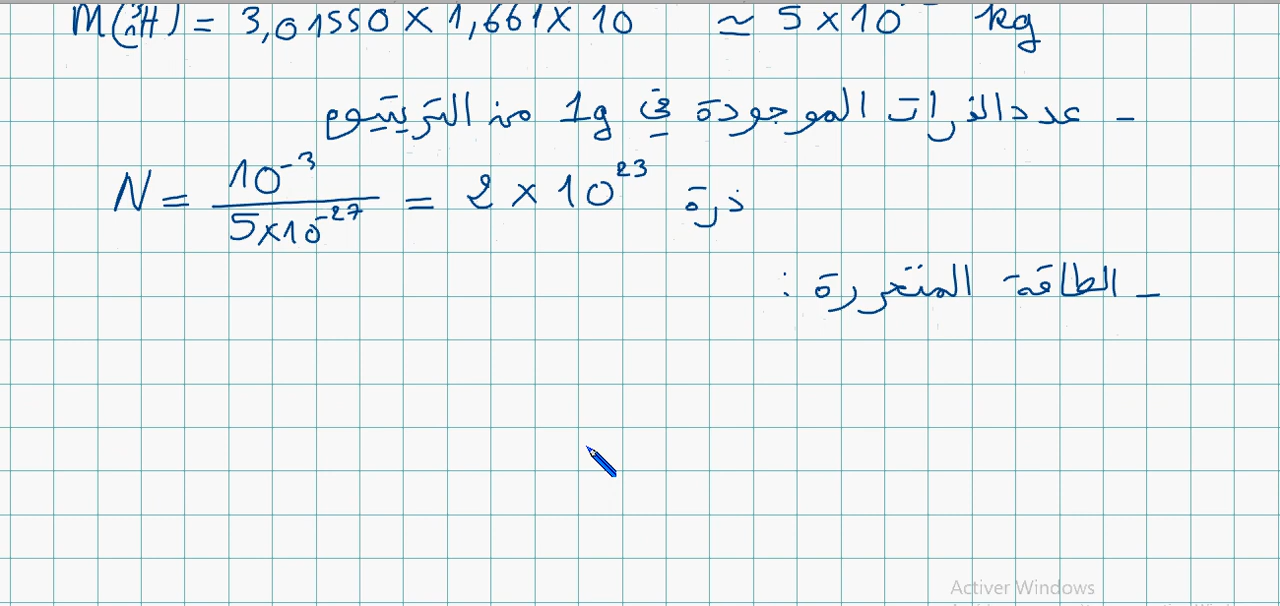 m(³₁H) = 3,01550 × 1,661 × 10 ≃ 5 × 10⁻ kg
- عدد الذرات الموجودة في 1g من التريتيوم
N = 10⁻³ / 5×10⁻²⁷ = 2 × 10²³ ذرة
- الطاقة المتحررة :
Activer Windows